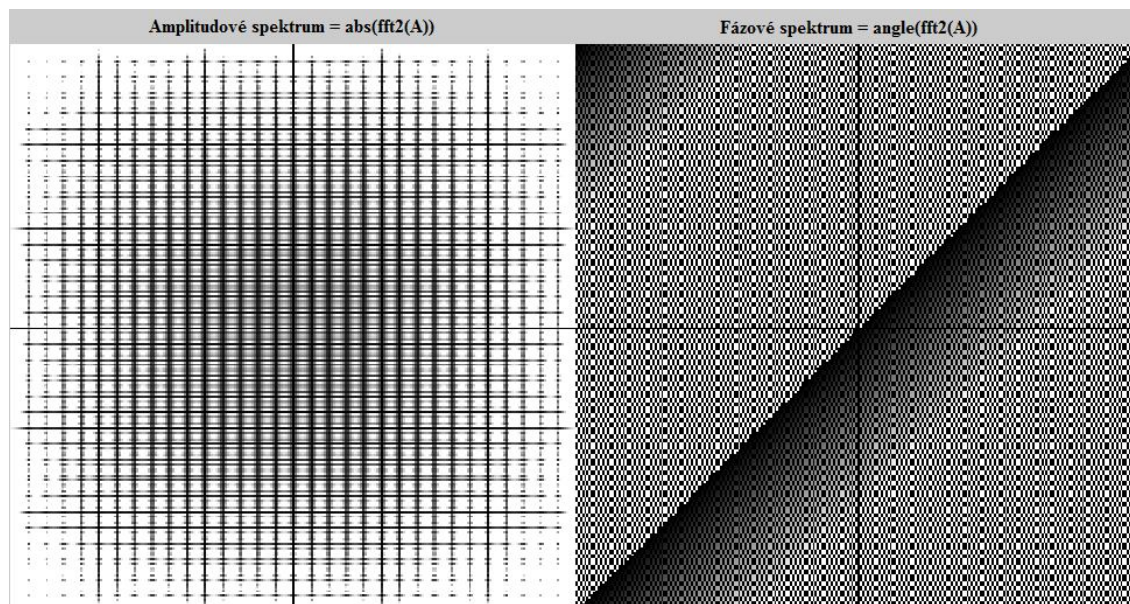 Amplitudové spektrum = abs(fft2(A))
Fázové spektrum = angle(fft2(A))